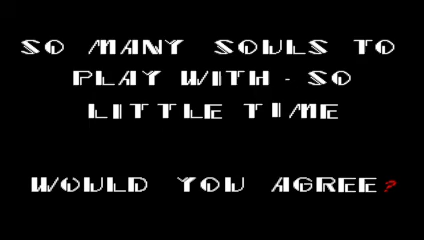 SO MANY SOULS TO
PLAY WITH - SO
LITTLE TIME
WOULD YOU AGREE?